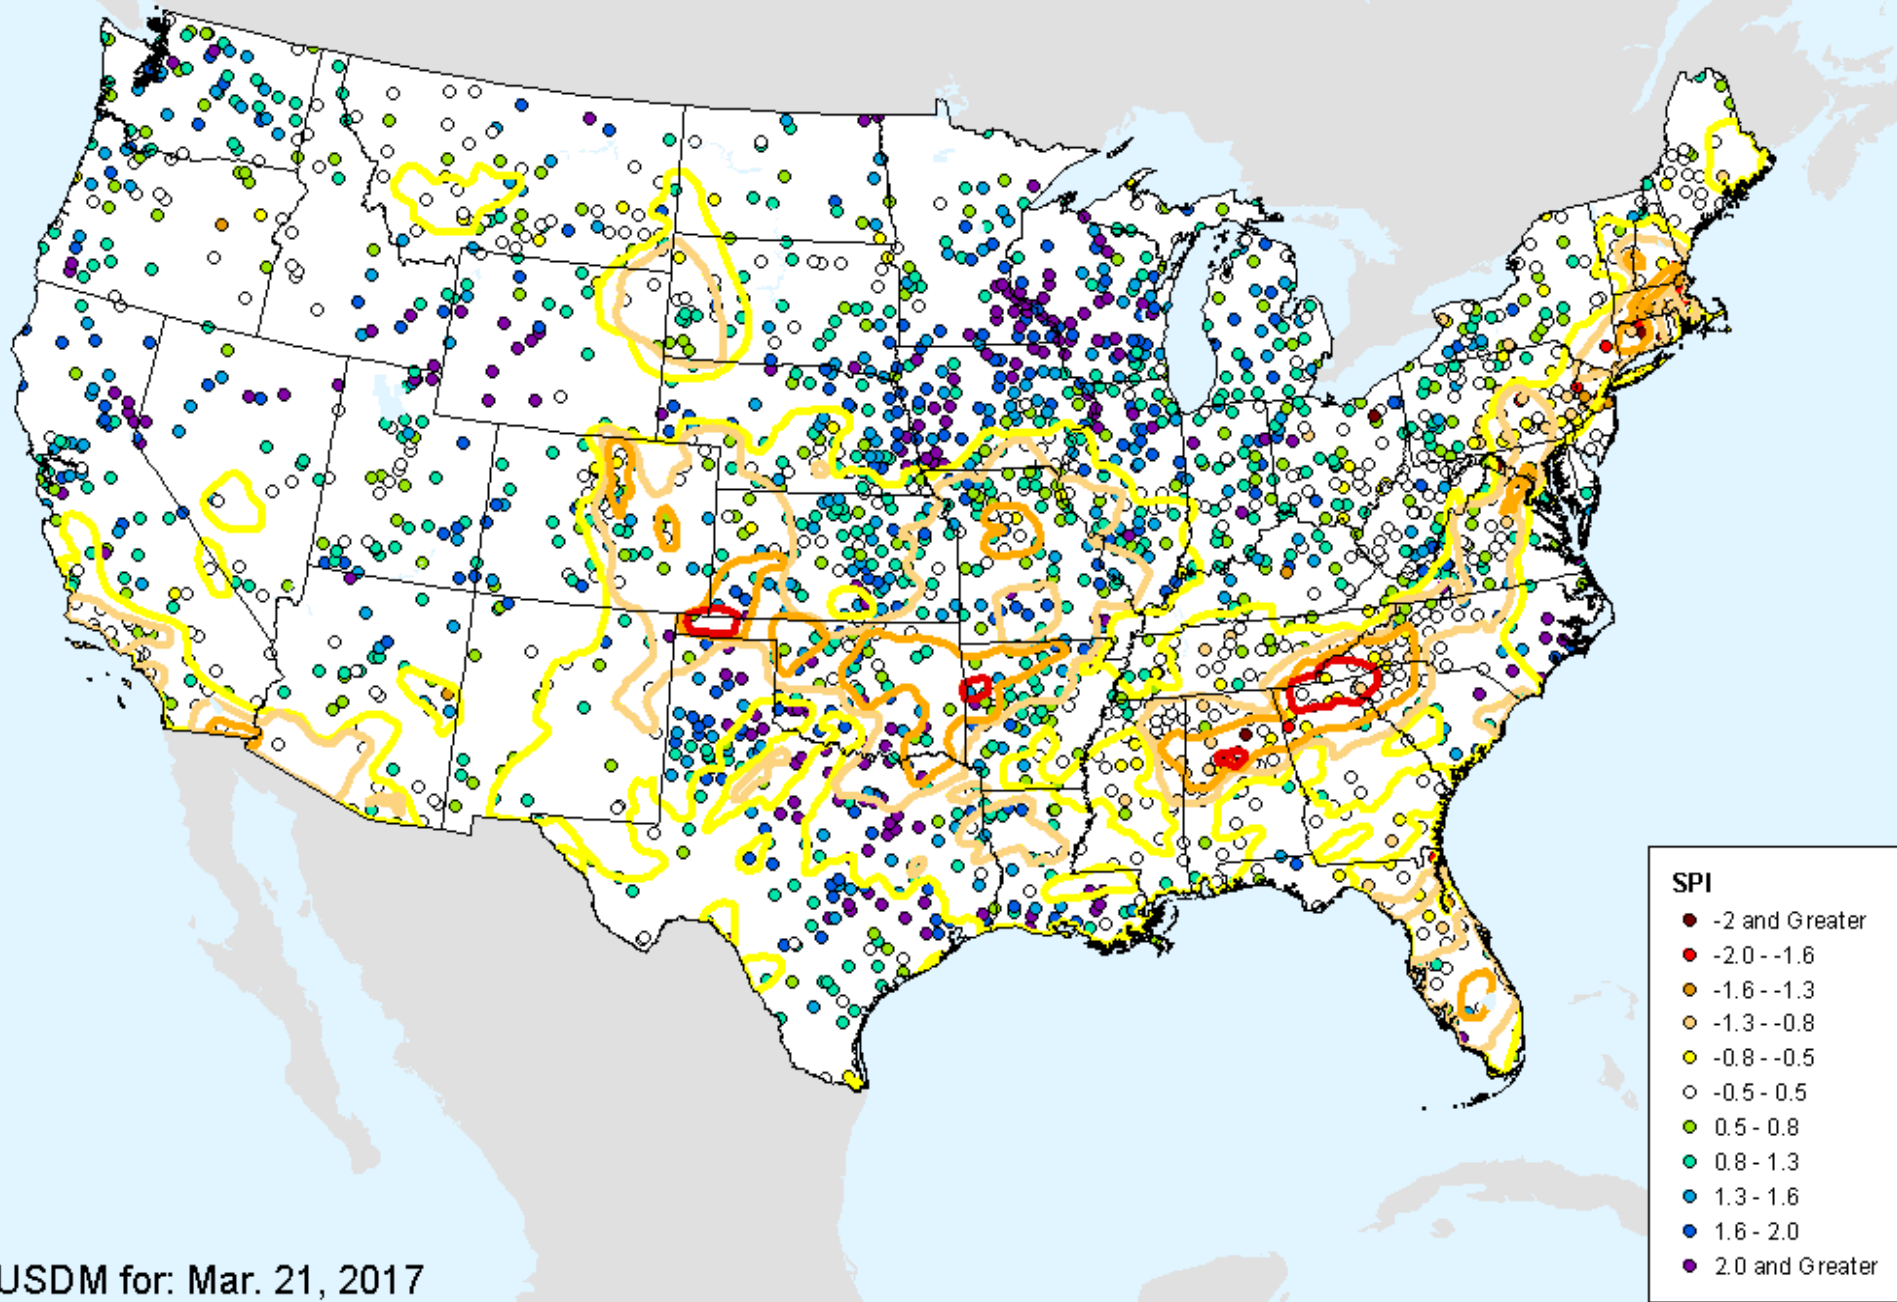 SPI
-2 and Greater
-2.0 - -1.6
-1.6 - -1.3
-1.3 - -0.8
-0.8 - -0.5
-0.5 - 0.5
0.5 - 0.8
0.8 - 1.3
1.3 - 1.6
1.6 - 2.0
2.0 and Greater
USDM for: Mar. 21, 2017